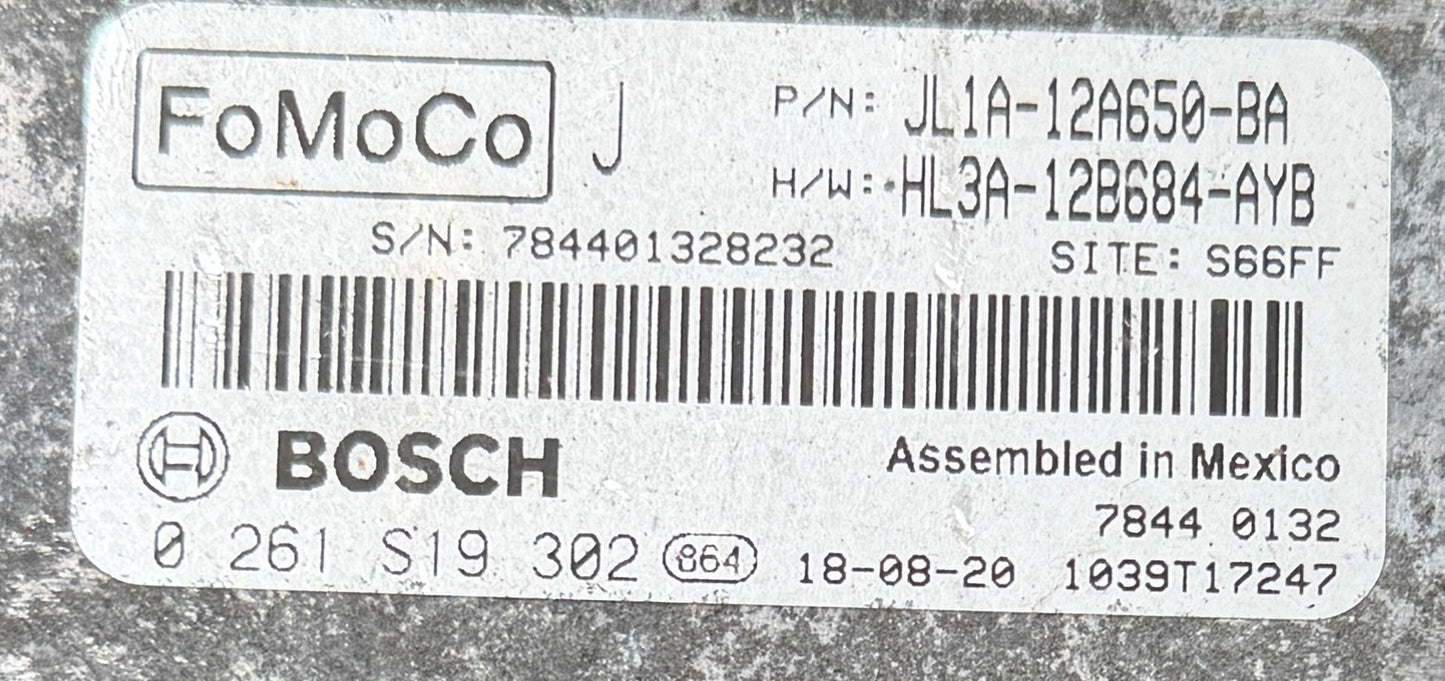 FoMoCo J P/N: JL1A-12A650-BA
H/W: HL3A-12B684-AYB
S/N: 784401328232 SITE: S66FF
BOSCH Assembled in Mexico
7844 0132
0 261 S19 302 864 18-08-20 1039T17247